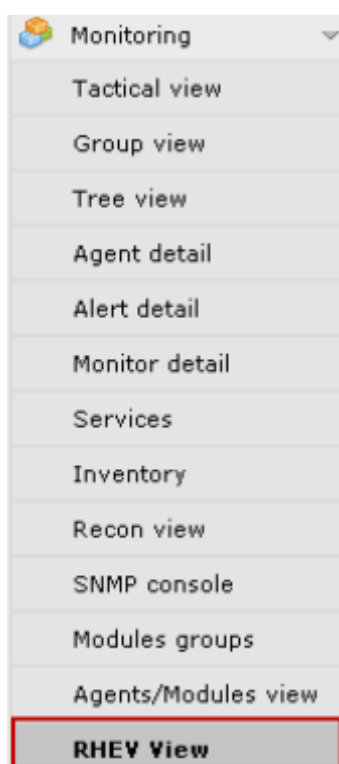 Monitoring
Tactical view
Group view
Tree view
Agent detail
Alert detail
Monitor detail
Services
Inventory
Recon view
SNMP console
Modules groups
Agents/Modules view
RHEV View